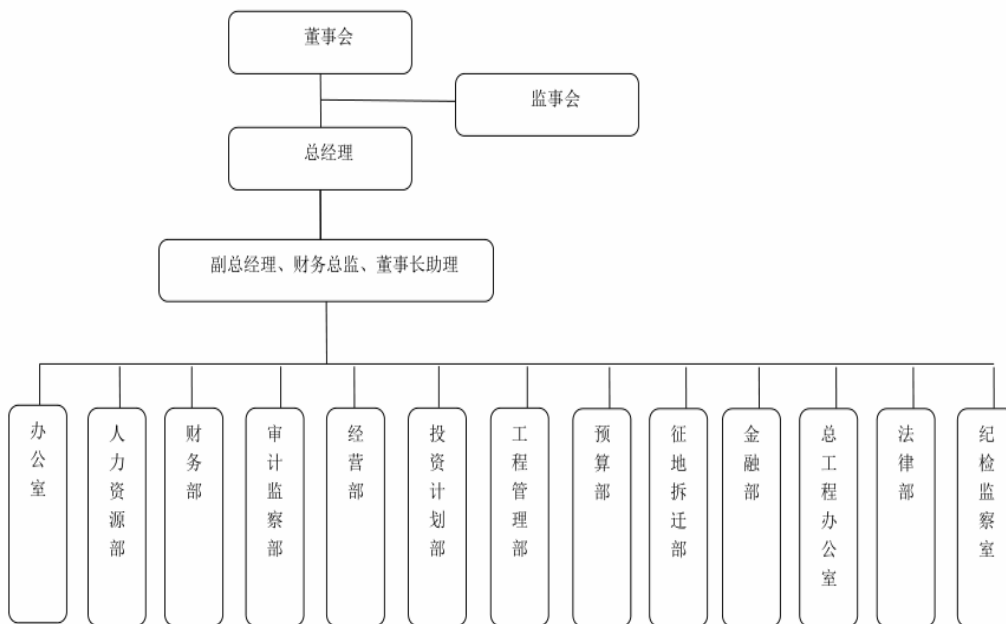 董事会
监事会
总经理
副总经理、财务总监、董事长助理
办公室
人力资源部
财务部
审计监察部
经营部
投资计划部
工程管理部
预算部
征地拆迁部
金融部
总工程办公室
法律部
纪检监察室